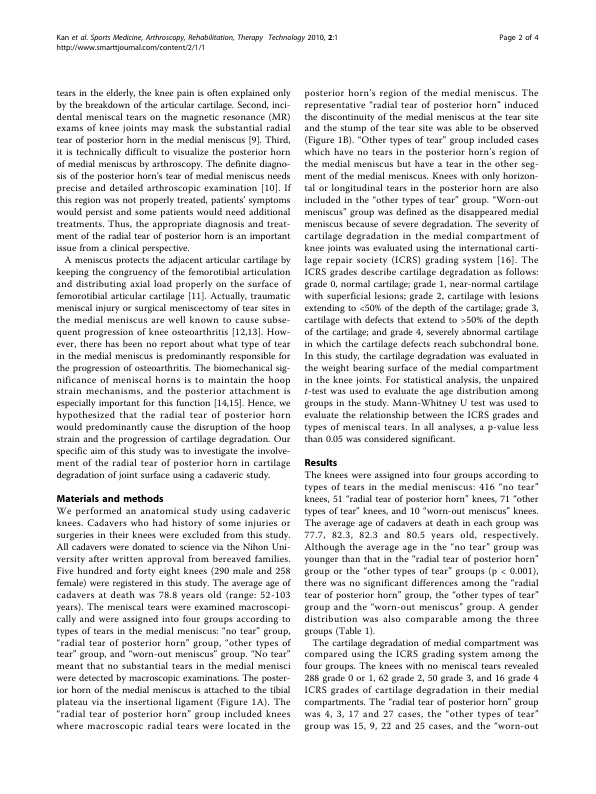 Kan et al. Sports Medicine, Arthroscopy, Rehabilitation, Therapy Technology 2010, 2:1
http://www.smarttjournal.com/content/2/1/1
Page 2 of 4
tears in the elderly, the knee pain is often explained only
by the breakdown of the articular cartilage. Second, inci-
dental meniscal tears on the magnetic resonance (MR)
exams of knee joints may mask the substantial radial
tear of posterior horn in the medial meniscus [9]. Third,
it is technically difficult to visualize the posterior horn
of medial meniscus by arthroscopy. The definite diagno-
sis of the posterior horn's tear of medial meniscus needs
precise and detailed arthroscopic examination [10]. If
this region was not properly treated, patients' symptoms
would persist and some patients would need additional
treatments. Thus, the appropriate diagnosis and treat-
ment of the radial tear of posterior horn is an important
issue from a clinical perspective.
A meniscus protects the adjacent articular cartilage by
keeping the congruency of the femorotibial articulation
and distributing axial load properly on the surface of
femorotibial articular cartilage [11]. Actually, traumatic
meniscal injury or surgical meniscectomy of tear sites in
the medial meniscus are well known to cause subse-
quent progression of knee osteoarthritis [12,13]. How-
ever, there has been no report about what type of tear
in the medial meniscus is predominantly responsible for
the progression of osteoarthritis. The biomechanical sig-
nificance of meniscal horns is to maintain the hoop
strain mechanisms, and the posterior attachment is
especially important for this function [14,15]. Hence, we
hypothesized that the radial tear of posterior horn
would predominantly cause the disruption of the hoop
strain and the progression of cartilage degradation. Our
specific aim of this study was to investigate the involve-
ment of the radial tear of posterior horn in cartilage
degradation of joint surface using a cadaveric study.
Materials and methods
We performed an anatomical study using cadaveric
knees. Cadavers who had history of some injuries or
surgeries in their knees were excluded from this study.
All cadavers were donated to science via the Nihon Uni-
versity after written approval from bereaved families.
Five hundred and forty eight knees (290 male and 258
female) were registered in this study. The average age of
cadavers at death was 78.8 years old (range: 52-103
years). The meniscal tears were examined macroscopi-
cally and were assigned into four groups according to
types of tears in the medial meniscus: "no tear" group,
"radial tear of posterior horn" group, "other types of
tear" group, and "worn-out meniscus" group. "No tear"
meant that no substantial tears in the medial menisci
were detected by macroscopic examinations. The poster-
ior horn of the medial meniscus is attached to the tibial
plateau via the insertional ligament (Figure 1A). The
"radial tear of posterior horn" group included knees
where macroscopic radial tears were located in the
posterior horn's region of the medial meniscus. The
representative "radial tear of posterior horn" induced
the discontinuity of the medial meniscus at the tear site
and the stump of the tear site was able to be observed
(Figure 1B). "Other types of tear" group included cases
which have no tears in the posterior horn's region of
the medial meniscus but have a tear in the other seg-
ment of the medial meniscus. Knees with only horizon-
tal or longitudinal tears in the posterior horn are also
included in the "other types of tear" group. "Worn-out
meniscus" group was defined as the disappeared medial
meniscus because of severe degradation. The severity of
cartilage degradation in the medial compartment of
knee joints was evaluated using the international carti-
lage repair society (ICRS) grading system [16]. The
ICRS grades describe cartilage degradation as follows:
grade 0, normal cartilage; grade 1, near-normal cartilage
with superficial lesions; grade 2, cartilage with lesions
extending to <50% of the depth of the cartilage; grade 3,
cartilage with defects that extend to >50% of the depth
of the cartilage; and grade 4, severely abnormal cartilage
in which the cartilage defects reach subchondral bone.
In this study, the cartilage degradation was evaluated in
the weight bearing surface of the medial compartment
in the knee joints. For statistical analysis, the unpaired
t-test was used to evaluate the age distribution among
groups in the study. Mann-Whitney U test was used to
evaluate the relationship between the ICRS grades and
types of meniscal tears. In all analyses, a p-value less
than 0.05 was considered significant.
Results
The knees were assigned into four groups according to
types of tears in the medial meniscus: 416 "no tear"
knees, 51 "radial tear of posterior horn" knees, 71 "other
types of tear" knees, and 10 "worn-out meniscus" knees.
The average age of cadavers at death in each group was
77.7, 82.3, 82.3 and 80.5 years old, respectively.
Although the average age in the "no tear" group was
younger than that in the "radial tear of posterior horn"
group or the "other types of tear" groups (p < 0.001),
there was no significant differences among the "radial
tear of posterior horn" group, the "other types of tear"
group and the "worn-out meniscus" group. A gender
distribution was also comparable among the three
groups (Table 1).
The cartilage degradation of medial compartment was
compared using the ICRS grading system among the
four groups. The knees with no meniscal tears revealed
288 grade 0 or 1, 62 grade 2, 50 grade 3, and 16 grade 4
ICRS grades of cartilage degradation in their medial
compartments. The "radial tear of posterior horn" group
was 4, 3, 17 and 27 cases, the "other types of tear"
group was 15, 9, 22 and 25 cases, and the "worn-out